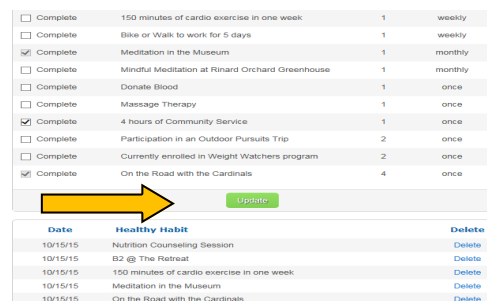 Complete 150 minutes of cardio exercise in one week 1 weekly
Complete Bike or Walk to work for 5 days 1 weekly
Complete Meditation in the Museum 1 monthly
Complete Mindful Meditation at Rinard Orchard Greenhouse 1 monthly
Complete Donate Blood 1 once
Complete Massage Therapy 1 once
Complete 4 hours of Community Service 1 once
Complete Participation in an Outdoor Pursuits Trip 2 once
Complete Currently enrolled in Weight Watchers program 2 once
Complete On the Road with the Cardinals 4 once
Update
Date Healthy Habit Delete
10/15/15 Nutrition Counseling Session Delete
10/15/15 B2 @ The Retreat Delete
10/15/15 150 minutes of cardio exercise in one week Delete
10/15/15 Meditation in the Museum Delete
10/15/15 On the Road with the Cardinals Delete